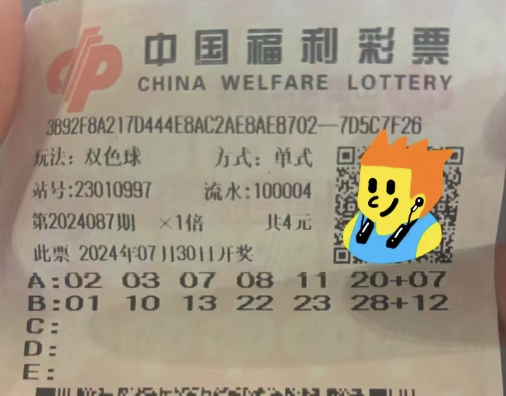 中国福利彩票
CHINA WELFARE LOTTERY
3B92F8A217D444E8AC2AE8AE8702--7D5C7F26
玩法：双色球 方式：单式
站号:23010997 流水:100004
第2024087期 ×1倍 共4元
此票 2024年07月30日开奖
A:02 03 07 08 11 20+07
B:01 10 13 22 23 28+12
C:
D:
E: